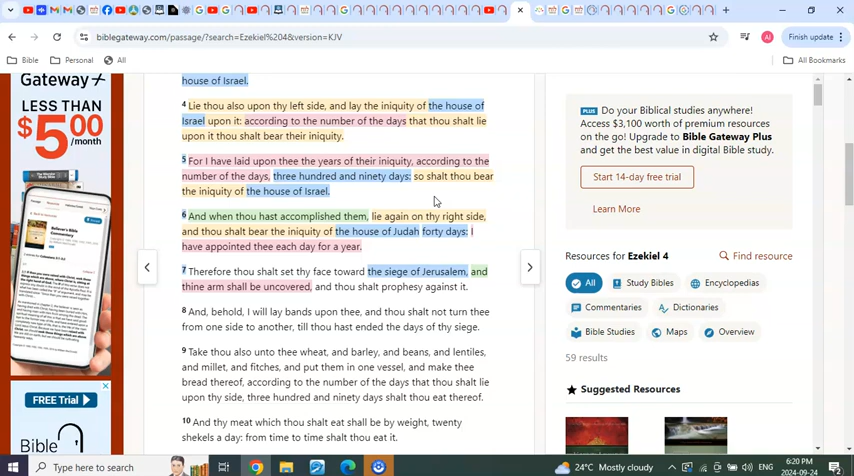 biblegateway.com/passage/?search=Ezekiel%204&version=KJV
Finish update
Bible
Personal
All
All Bookmarks
Gateway+
LESS THAN
$5.00
/month
FREE Trial
Bible
house of Israel.
4 Lie thou also upon thy left side, and lay the iniquity of the house of
Israel upon it: according to the number of the days that thou shalt lie
upon it thou shalt bear their iniquity.
5 For I have laid upon thee the years of their iniquity, according to the
number of the days, three hundred and ninety days: so shalt thou bear
the iniquity of the house of Israel.
6 And when thou hast accomplished them, lie again on thy right side,
and thou shalt bear the iniquity of the house of Judah forty days: I
have appointed thee each day for a year.
7 Therefore thou shalt set thy face toward the siege of Jerusalem, and
thine arm shall be uncovered, and thou shalt prophesy against it.
8 And, behold, I will lay bands upon thee, and thou shalt not turn thee
from one side to another, till thou hast ended the days of thy siege.
9 Take thou also unto thee wheat, and barley, and beans, and lentiles,
and millet, and fitches, and put them in one vessel, and make thee
bread thereof, according to the number of the days that thou shalt lie
upon thy side, three hundred and ninety days shalt thou eat thereof.
10 And thy meat which thou shalt eat shall be by weight, twenty
shekels a day: from time to time shalt thou eat it.
PLUS Do your Biblical studies anywhere!
Access $3,100 worth of premium resources
on the go! Upgrade to Bible Gateway Plus
and get the best value in digital Bible study.
Start 14-day free trial
Learn More
Resources for Ezekiel 4
Find resource
All
Study Bibles
Encyclopedias
Commentaries
Dictionaries
Bible Studies
Maps
Overview
59 results
Suggested Resources
Type here to search
24°C Mostly cloudy
ENG
6:20 PM
2024-09-24